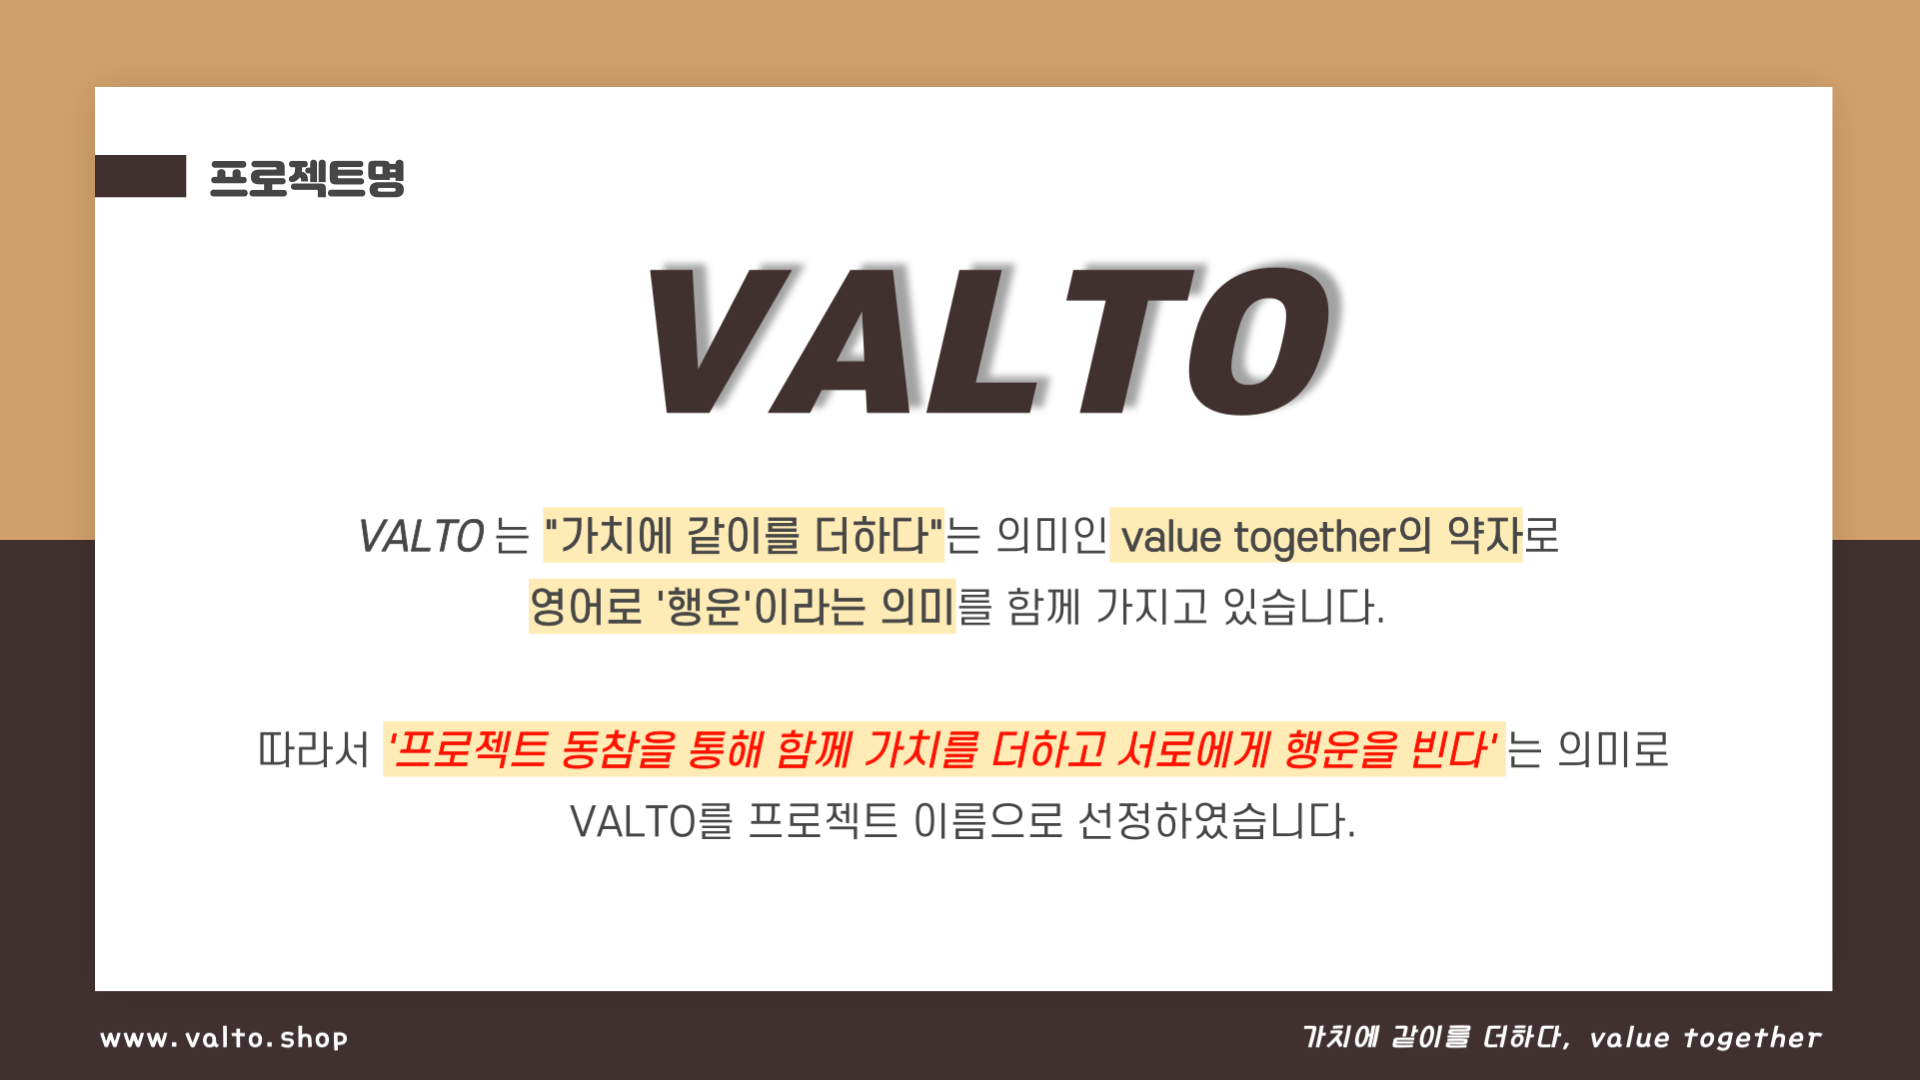 프로젝트명
VALTO
VALTO 는 "가치에 같이를 더하다"는 의미인 value together의 약자로
영어로 '행운'이라는 의미를 함께 가지고 있습니다.
따라서 '프로젝트 동참을 통해 함께 가치를 더하고 서로에게 행운을 빈다' 는 의미로
VALTO를 프로젝트 이름으로 선정하였습니다.
www.valto.shop
가치에 같이를 더하다, value together